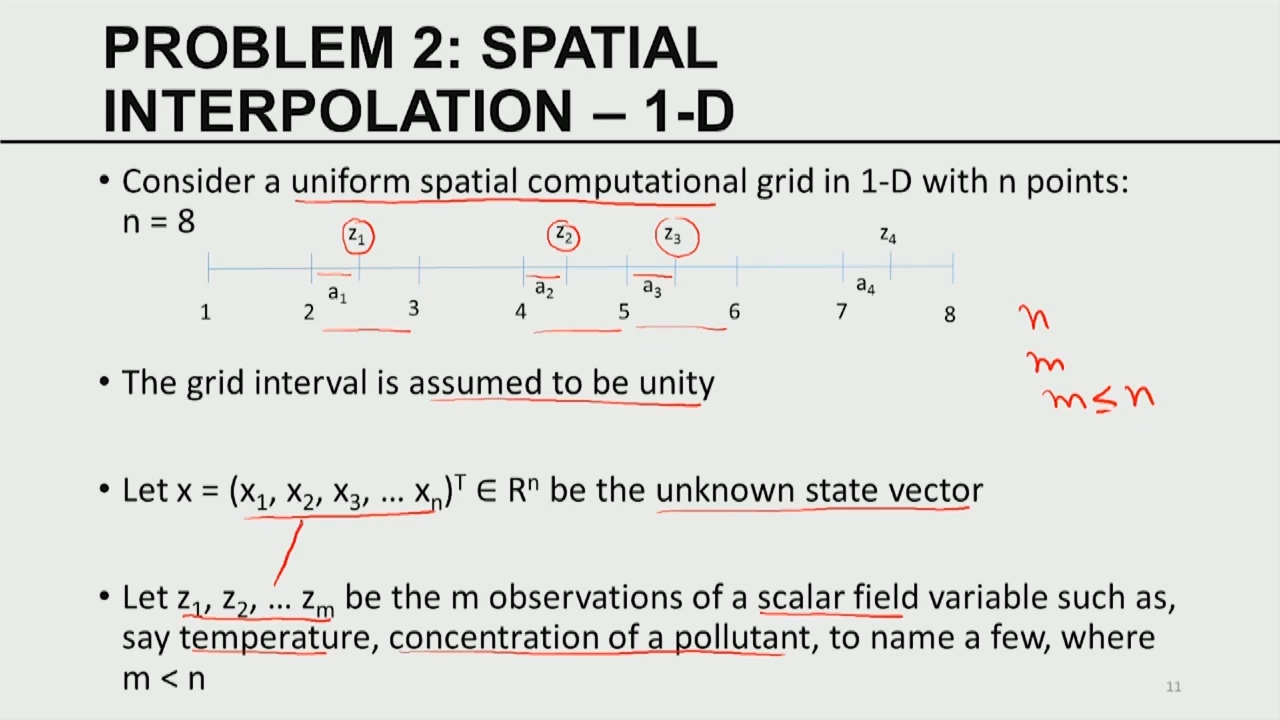 PROBLEM 2: SPATIAL
INTERPOLATION – 1-D
• Consider a uniform spatial computational grid in 1-D with n points:
n = 8
z₁ z₂ z₃ z₄
a₁ a₂ a₃ a₄
1 2 3 4 5 6 7 8
n
m
• The grid interval is assumed to be unity
m ≤ n
• Let x = (x₁, x₂, x₃, ... xₙ)ᵀ ∈ Rⁿ be the unknown state vector
• Let z₁, z₂, ... zₘ be the m observations of a scalar field variable such as,
say temperature, concentration of a pollutant, to name a few, where
m < n
11